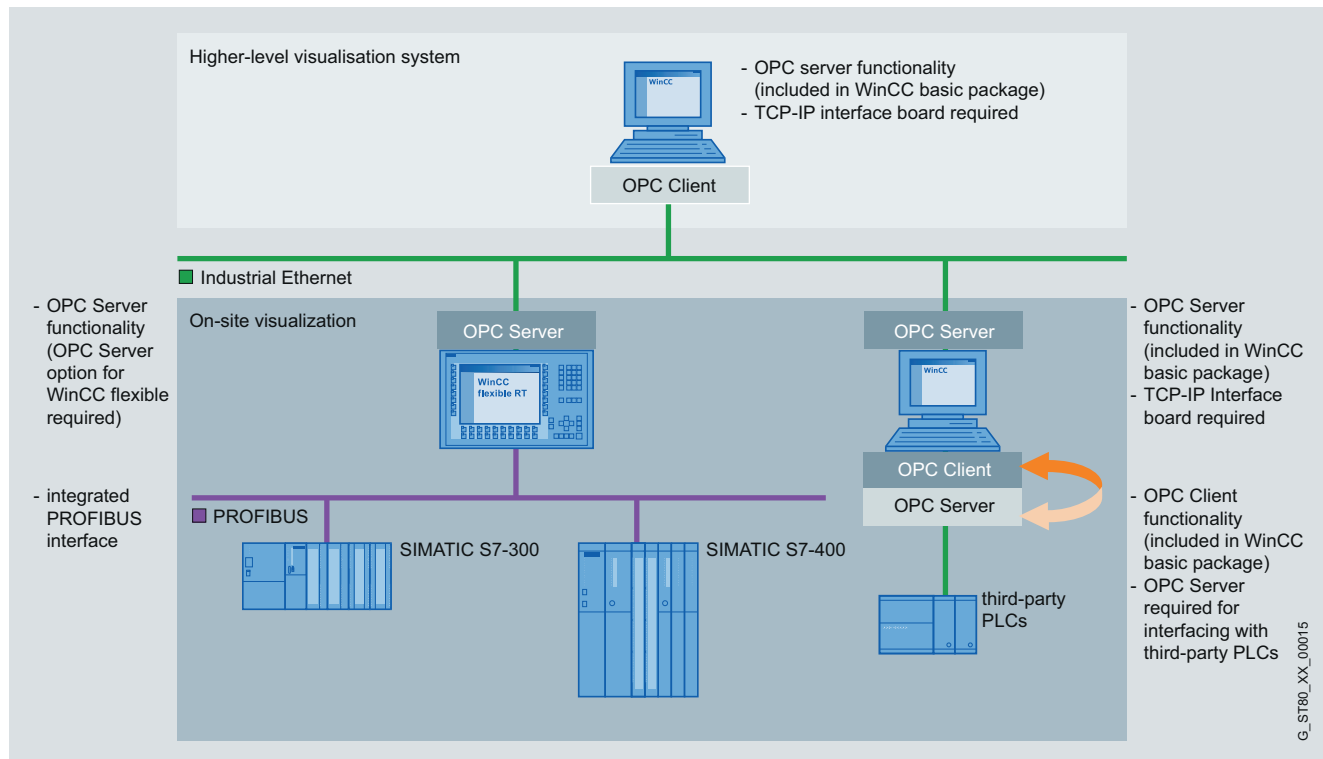 Higher-level visualisation system
WinCC
- OPC server functionality
(included in WinCC basic package)
- TCP-IP interface board required
OPC Client
Industrial Ethernet
- OPC Server
functionality
(OPC Server
option for
WinCC flexible
required)
- integrated
PROFIBUS
interface
On-site visualization
OPC Server
WinCC
flexible RT
PROFIBUS
SIMATIC S7-300
SIMATIC S7-400
OPC Server
WinCC
OPC Client
OPC Server
third-party
PLCs
- OPC Server
functionality
(included in WinCC
basic package)
- TCP-IP Interface
board required
- OPC Client
functionality
(included in WinCC
basic package)
- OPC Server
required for
interfacing with
third-party PLCs
G_ST80_XX_00015